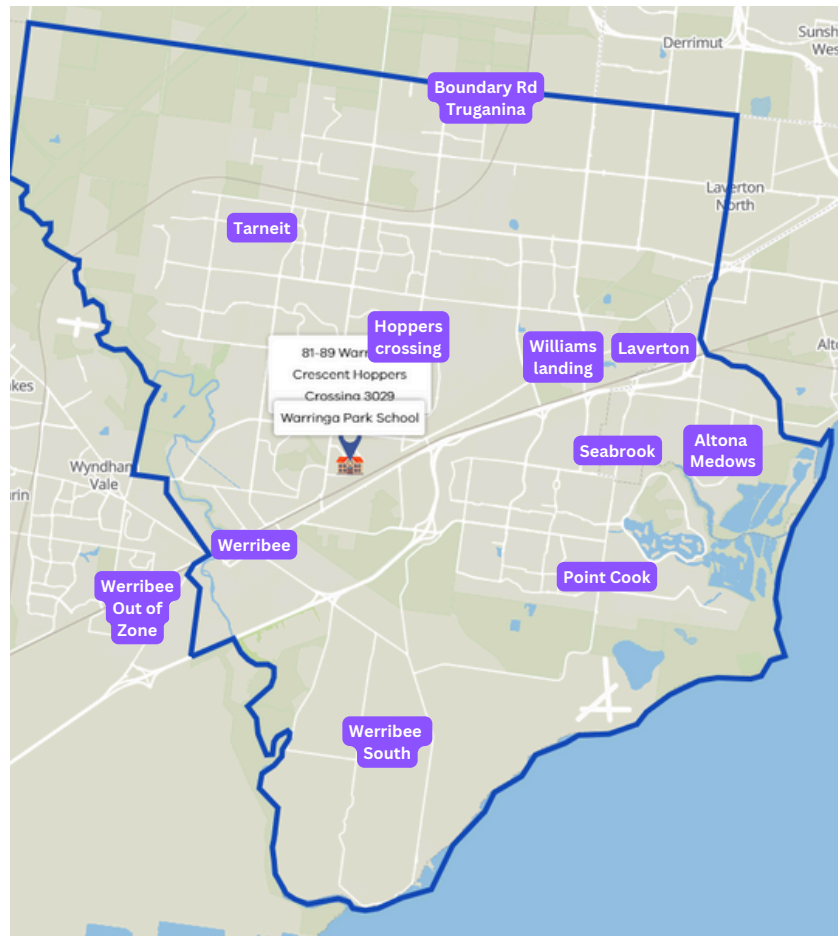 Derrimut
Sunsh
Wes
Boundary Rd
Truganina
Laverton
North
Tarneit
Hoppers
crossing
Williams
landing
Laverton
Alto
81-89 Warr
Crescent Hoppers
Crossing 3029
Warringa Park School
akes
Wyndham
Vale
arin
Seabrook
Altona
Medows
Werribee
Werribee
Out of
Zone
Point Cook
Werribee
South